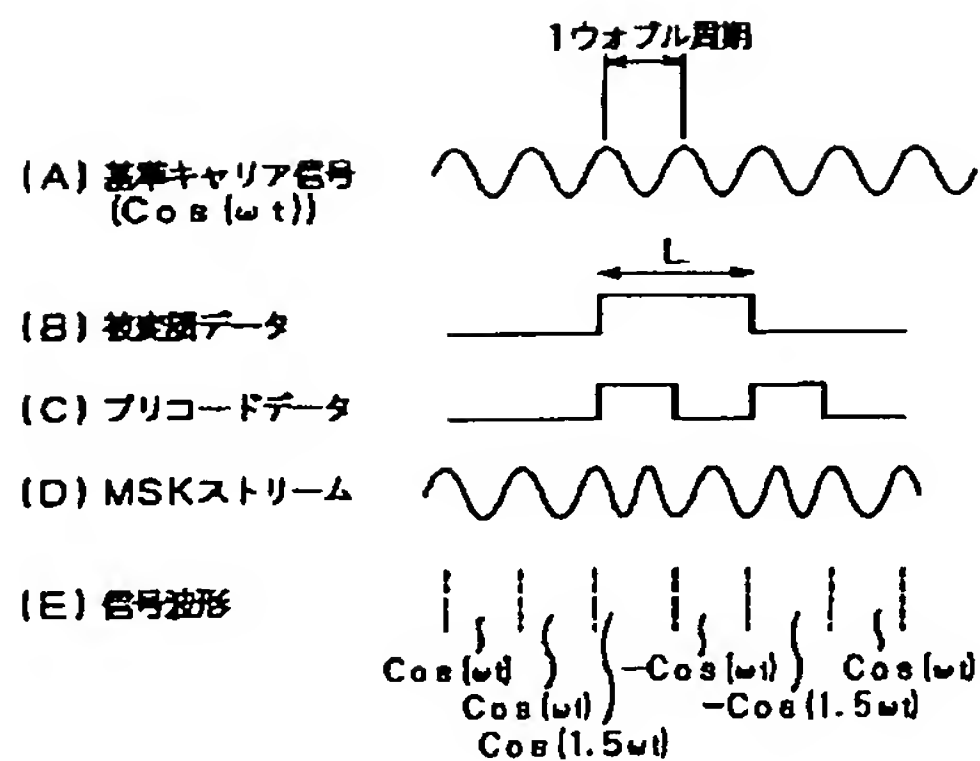 1ウォブル周期
(A) 基準キャリア信号
(Cos(ωt))
L
(B) 被変調データ
(C) プリコードデータ
(D) MSKストリーム
(E) 信号波形
Cos(ωt) -Cos(ωt) Cos(ωt)
Cos(ωt) -Cos(1.5ωt)
Cos(1.5ωt)